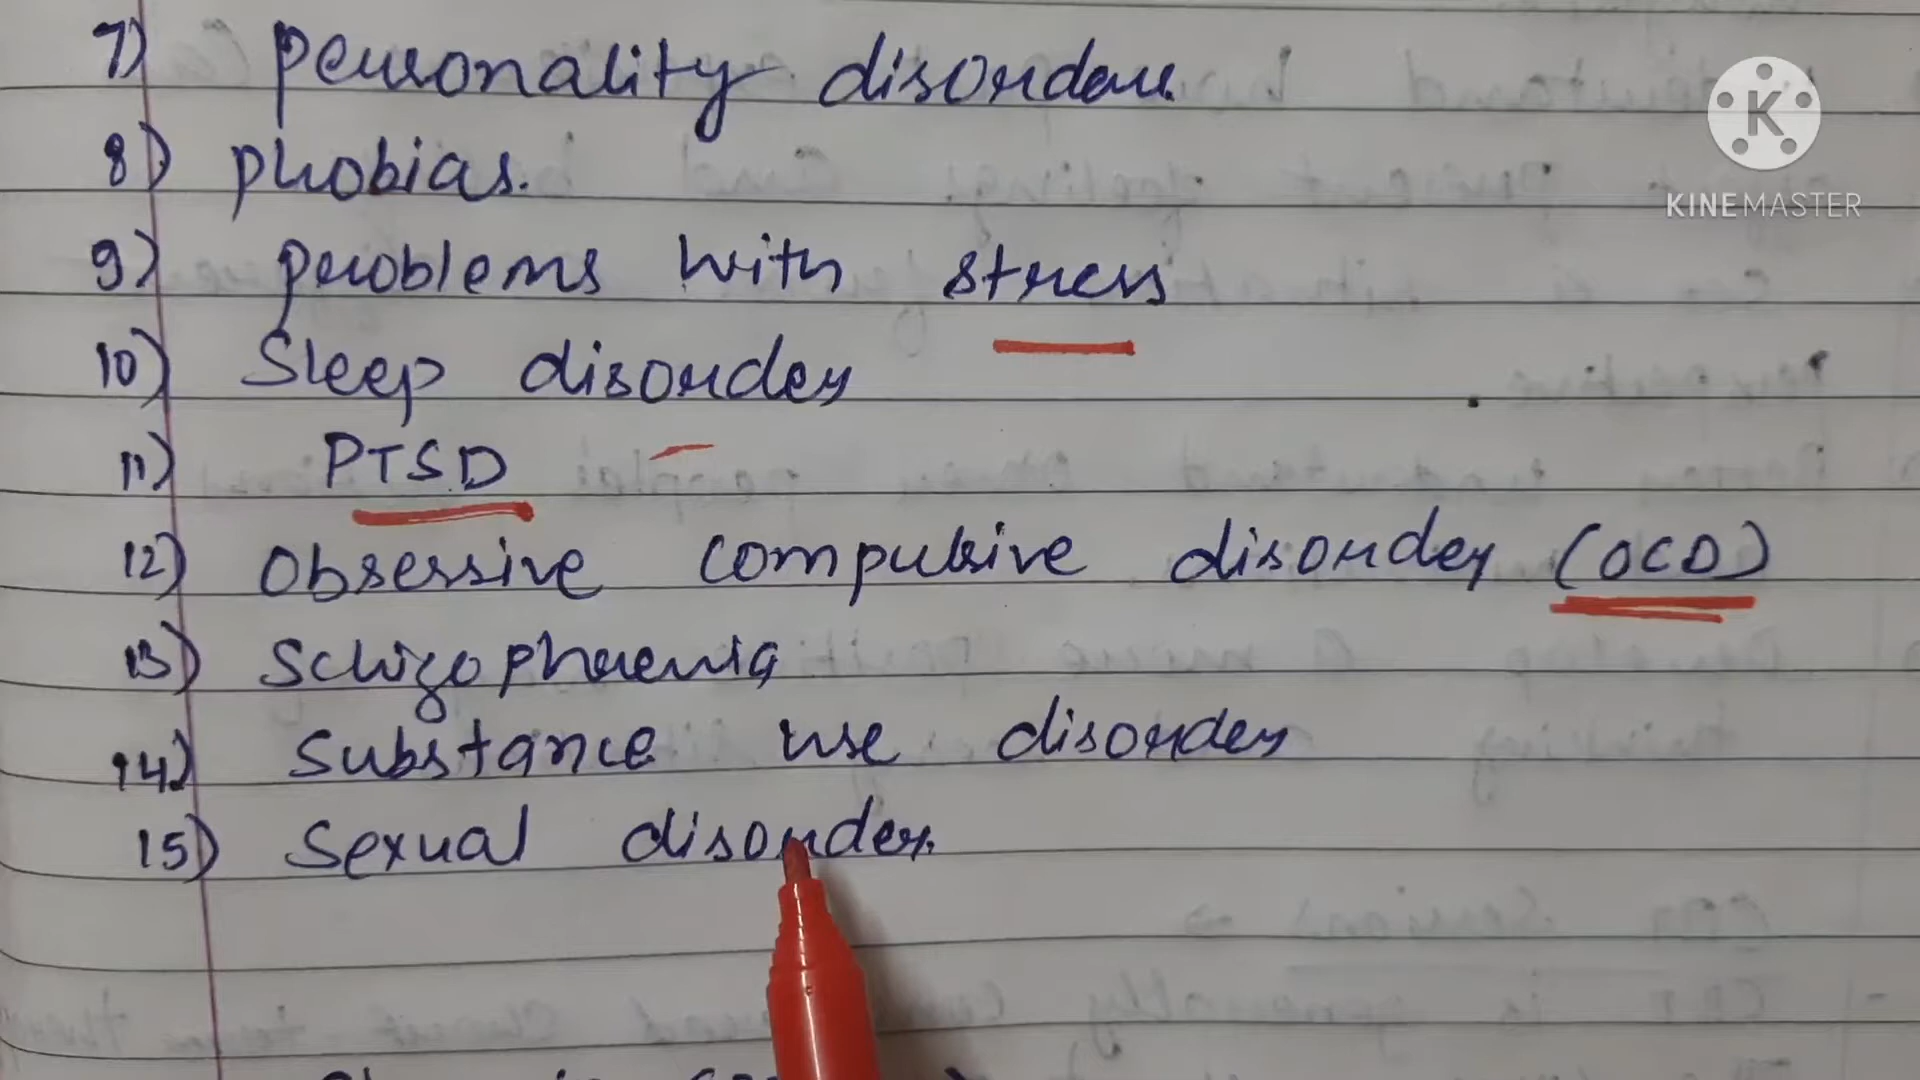 7) personality disorder.
8) phobias.
9) problems with stress
10) Sleep disorder
11) PTSD
12) Obsessive compulsive disorder (OCD)
13) Schizophrenia
14) Substance use disorder
15) Sexual disorder.
K
KINEMASTER